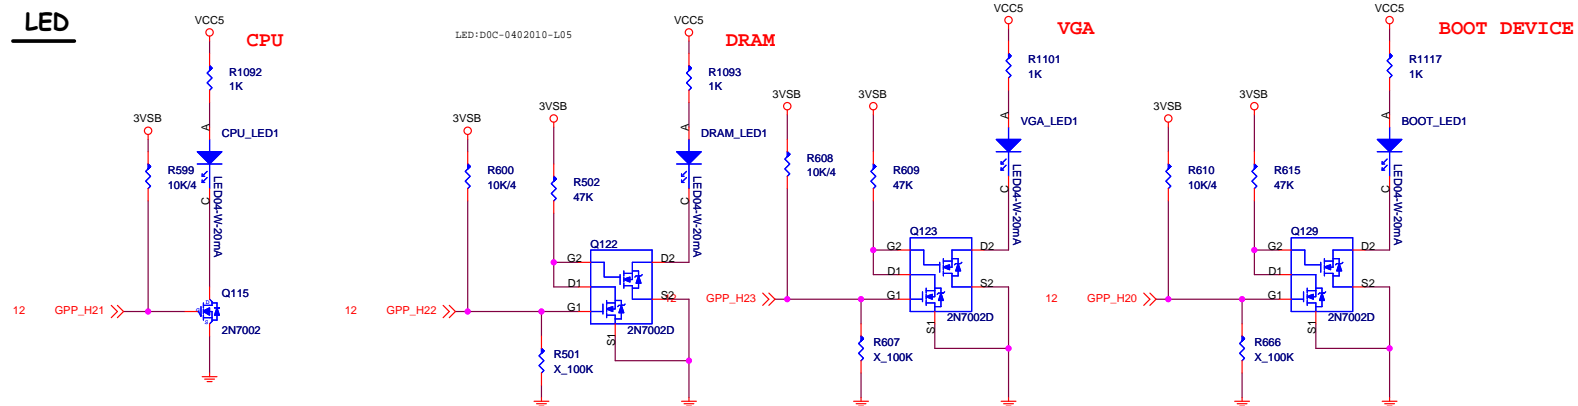 LED
CPU
LED:D0C-0402010-L05
DRAM
VGA
BOOT DEVICE
VCC5
R1092
1K
3VSB
A
CPU_LED1
R599
10K/4
C
LED04-W-20mA
Q115
12
GPP_H21
D
G
S
2N7002
VCC5
R1093
1K
3VSB
3VSB
A
DRAM_LED1
R600
10K/4
R502
47K
C
LED04-W-20mA
Q122
G2
D2
D1
S2
12
GPP_H22
G1
S1
2N7002D
R501
X_100K
VCC5
R1101
1K
3VSB
3VSB
A
VGA_LED1
R608
10K/4
R609
47K
C
LED04-W-20mA
Q123
G2
D2
D1
S2
12
GPP_H23
G1
S1
2N7002D
R607
X_100K
VCC5
R1117
1K
3VSB
3VSB
A
BOOT_LED1
R610
10K/4
R615
47K
C
LED04-W-20mA
Q129
G2
D2
D1
S2
12
GPP_H20
G1
S1
2N7002D
R666
X_100K